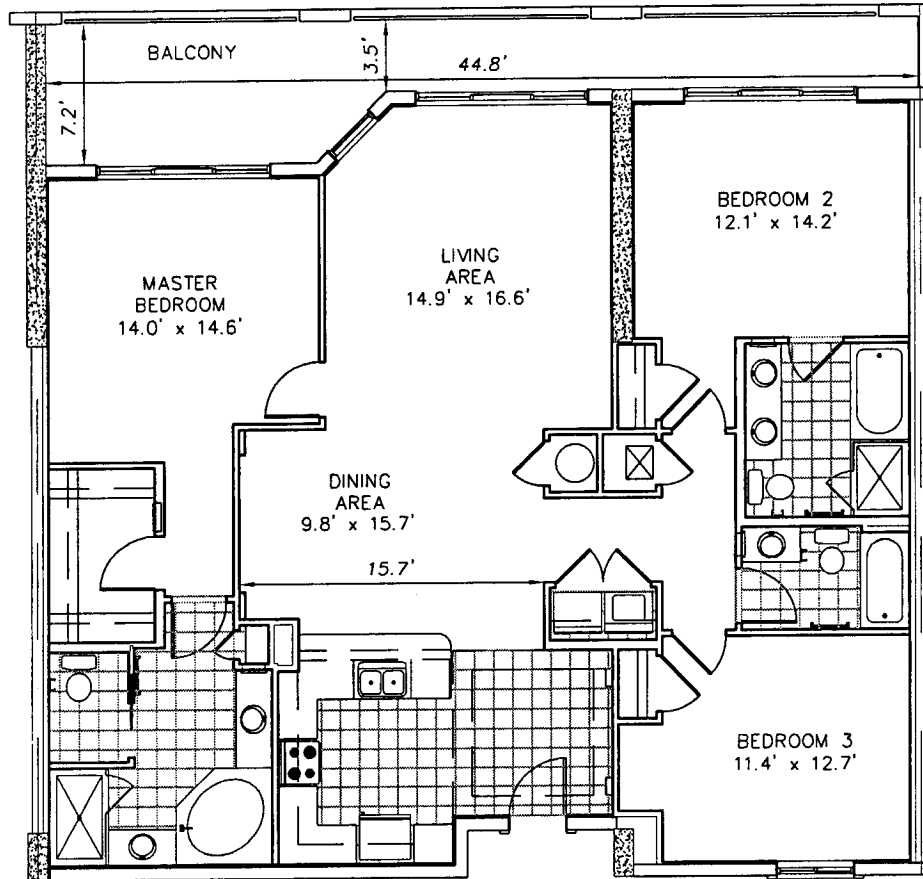 BALCONY
3.5'
44.8'
7.2'
BEDROOM 2
12.1' x 14.2'
LIVING
AREA
14.9' x 16.6'
MASTER
BEDROOM
14.0' x 14.6'
DINING
AREA
9.8' x 15.7'
15.7'
BEDROOM 3
11.4' x 12.7'